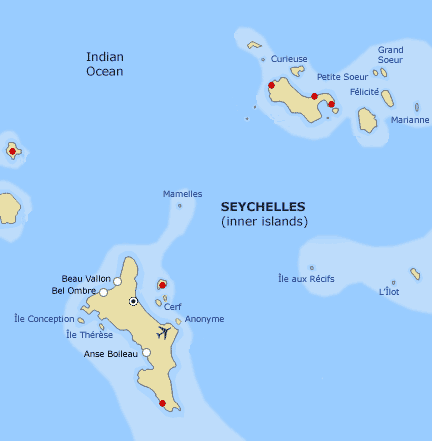 Indian
Ocean
Grand
Soeur
Curieuse
Petite Soeur
Félicité
Marianne
Mamelles
SEYCHELLES
(inner islands)
Île aux Récifs
L'Îlot
Beau Vallon
Bel Ombre
Cerf
Île Conception
Anonyme
Île Thérèse
Anse Boileau